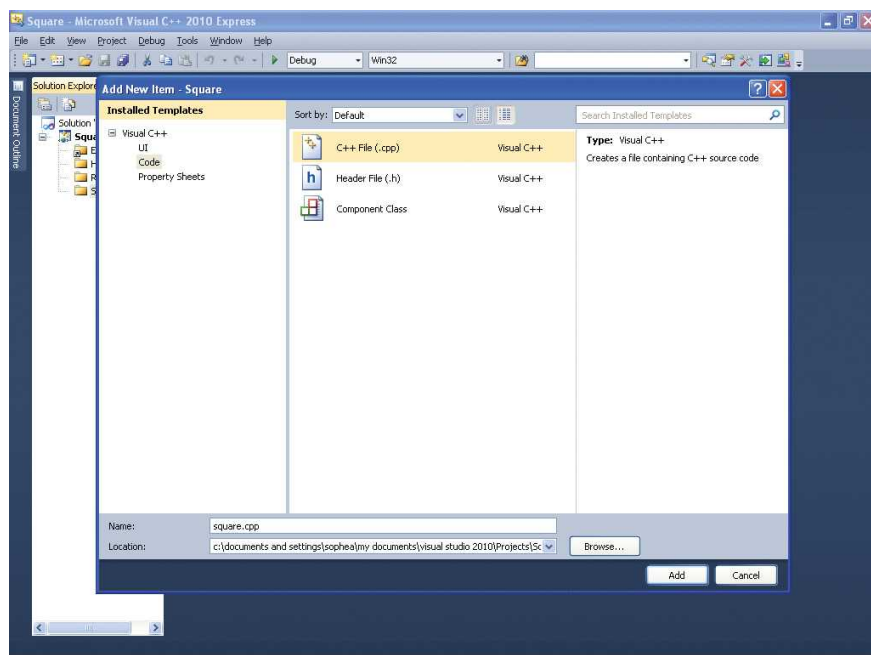 Square - Microsoft Visual C++ 2010 Express
File Edit View Project Debug Tools Window Help
Debug Win32
Document Outline
Solution Explore
Solution '
Squa
E
H
R
S
Add New Item - Square
Installed Templates
Visual C++
UI
Code
Property Sheets
Sort by: Default
C++ File (.cpp) Visual C++
Header File (.h) Visual C++
Component Class Visual C++
Search Installed Templates
Type: Visual C++
Creates a file containing C++ source code
Name: square.cpp
Location: c:\documents and settings\sophea\my documents\visual studio 2010\Projects\Sc
Browse...
Add Cancel